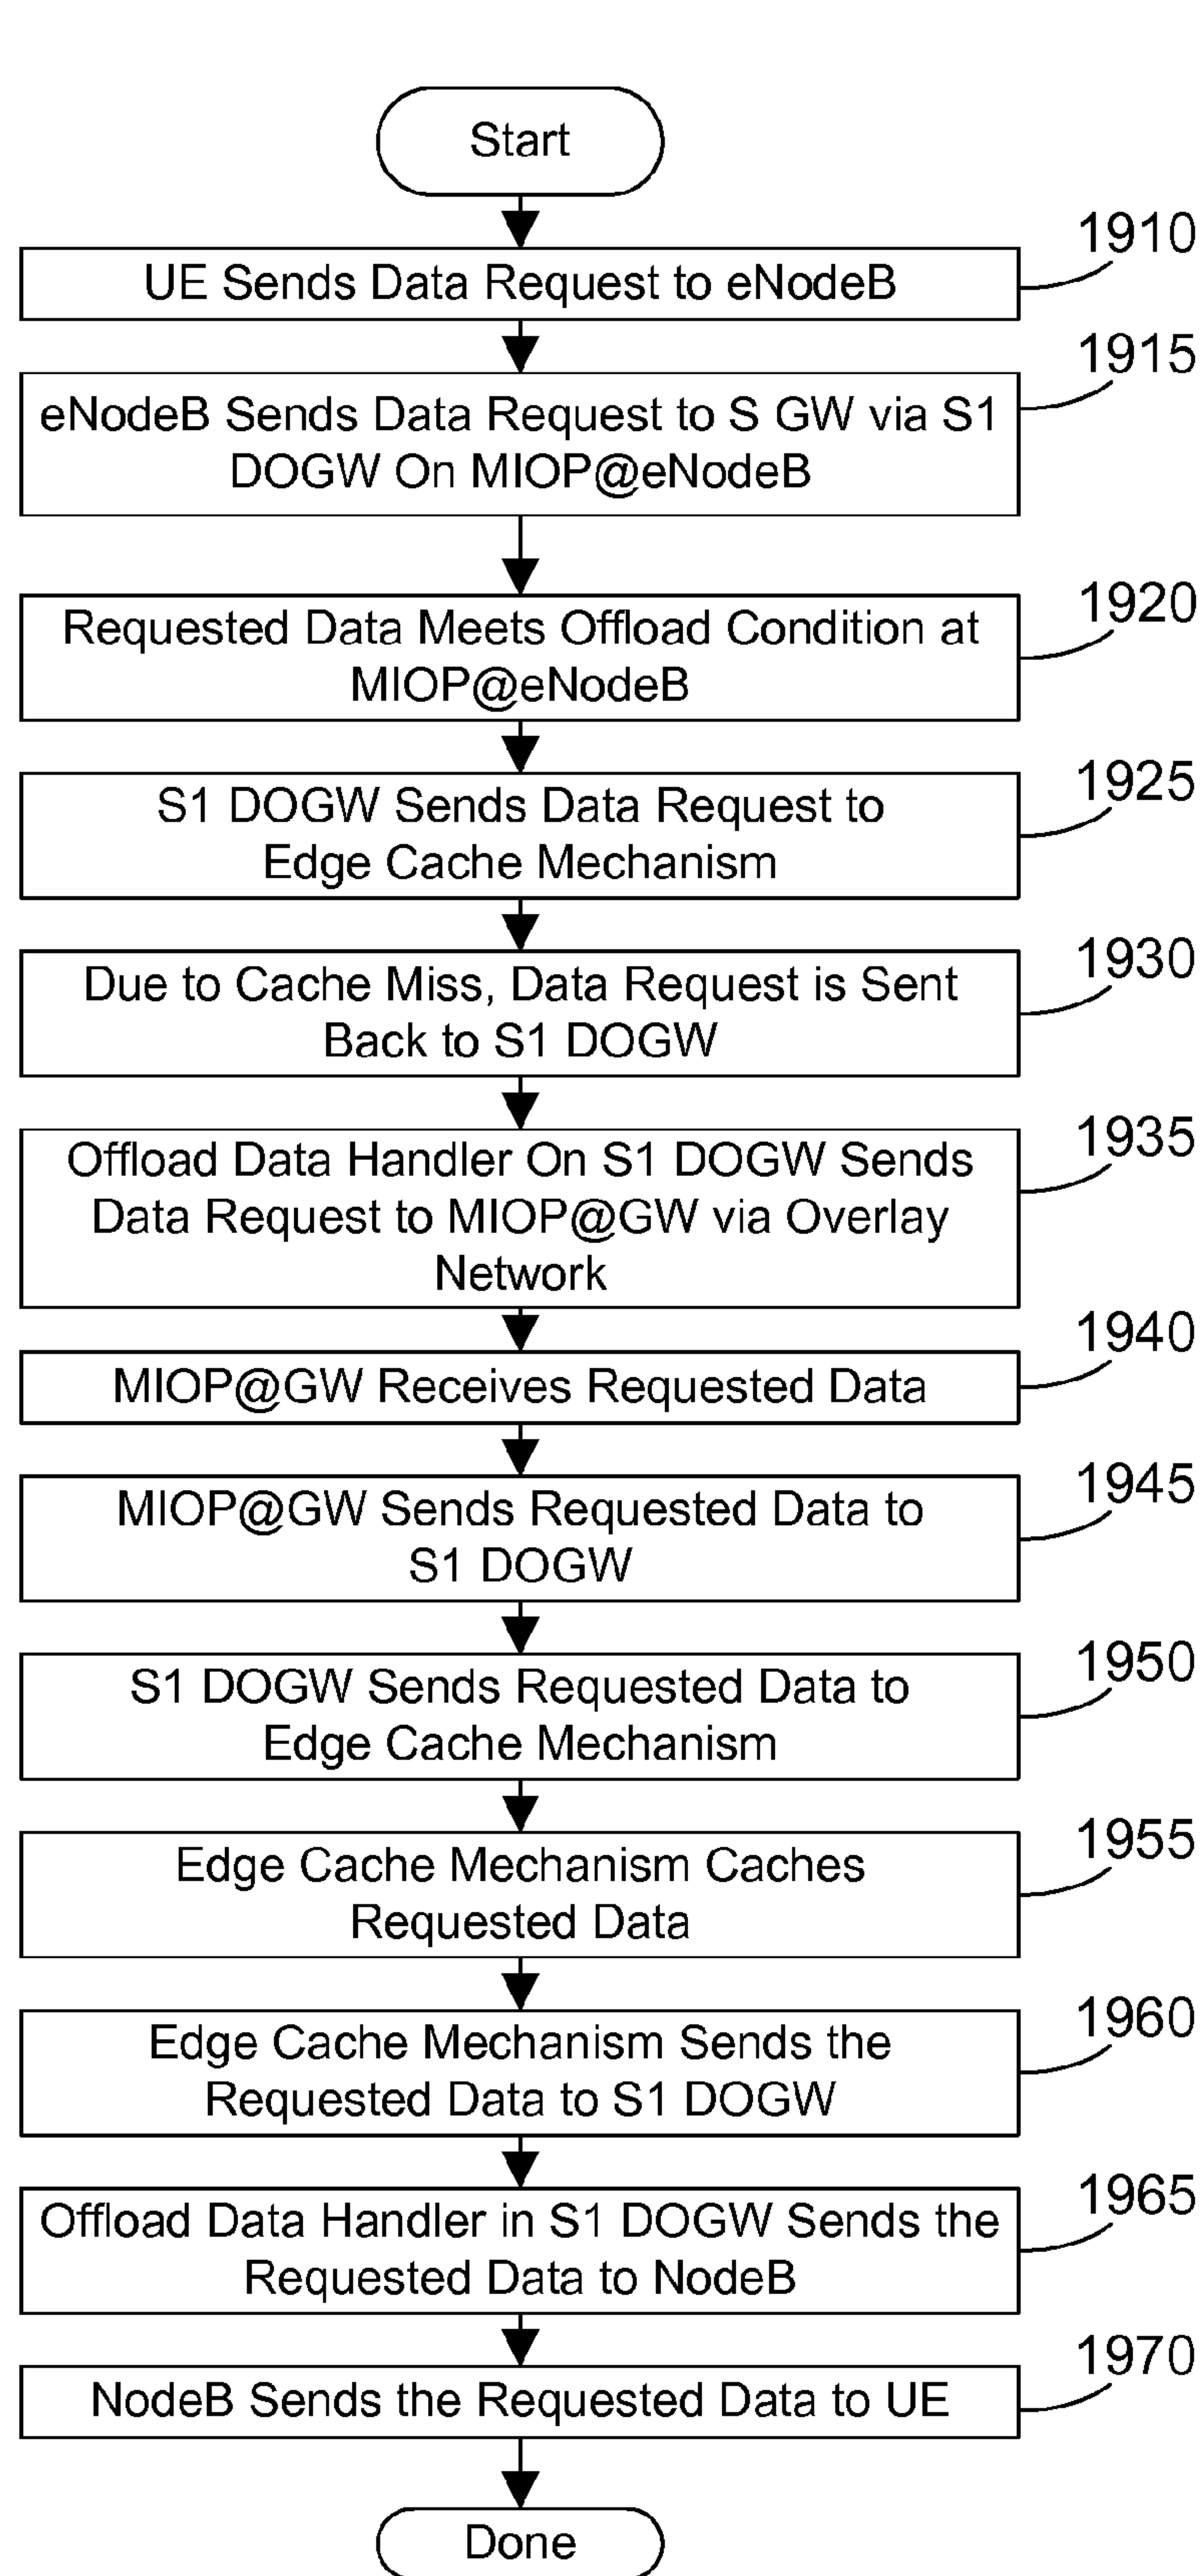 Start
1910
UE Sends Data Request to eNodeB
1915
eNodeB Sends Data Request to S GW via S1
DOGW On MIOP@eNodeB
1920
Requested Data Meets Offload Condition at
MIOP@eNodeB
1925
S1 DOGW Sends Data Request to
Edge Cache Mechanism
1930
Due to Cache Miss, Data Request is Sent
Back to S1 DOGW
1935
Offload Data Handler On S1 DOGW Sends
Data Request to MIOP@GW via Overlay
Network
1940
MIOP@GW Receives Requested Data
1945
MIOP@GW Sends Requested Data to
S1 DOGW
1950
S1 DOGW Sends Requested Data to
Edge Cache Mechanism
1955
Edge Cache Mechanism Caches
Requested Data
1960
Edge Cache Mechanism Sends the
Requested Data to S1 DOGW
1965
Offload Data Handler in S1 DOGW Sends the
Requested Data to NodeB
1970
NodeB Sends the Requested Data to UE
Done